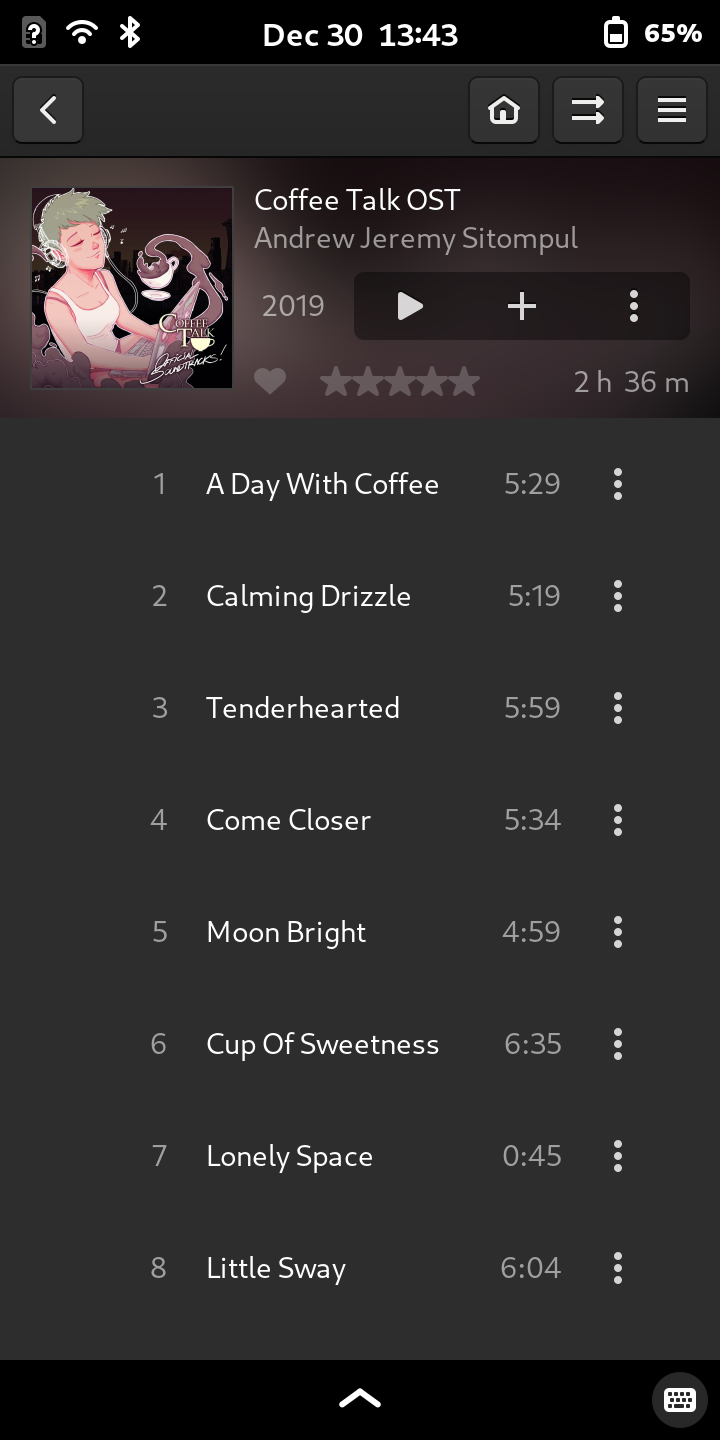 Dec 30 13:43
65%
Coffee Talk OST
Andrew Jeremy Sitompul
2019
COFFEE
TALK
OFFICIAL
SOUNDTRACKS!
2 h 36 m
1 A Day With Coffee 5:29
2 Calming Drizzle 5:19
3 Tenderhearted 5:59
4 Come Closer 5:34
5 Moon Bright 4:59
6 Cup Of Sweetness 6:35
7 Lonely Space 0:45
8 Little Sway 6:04